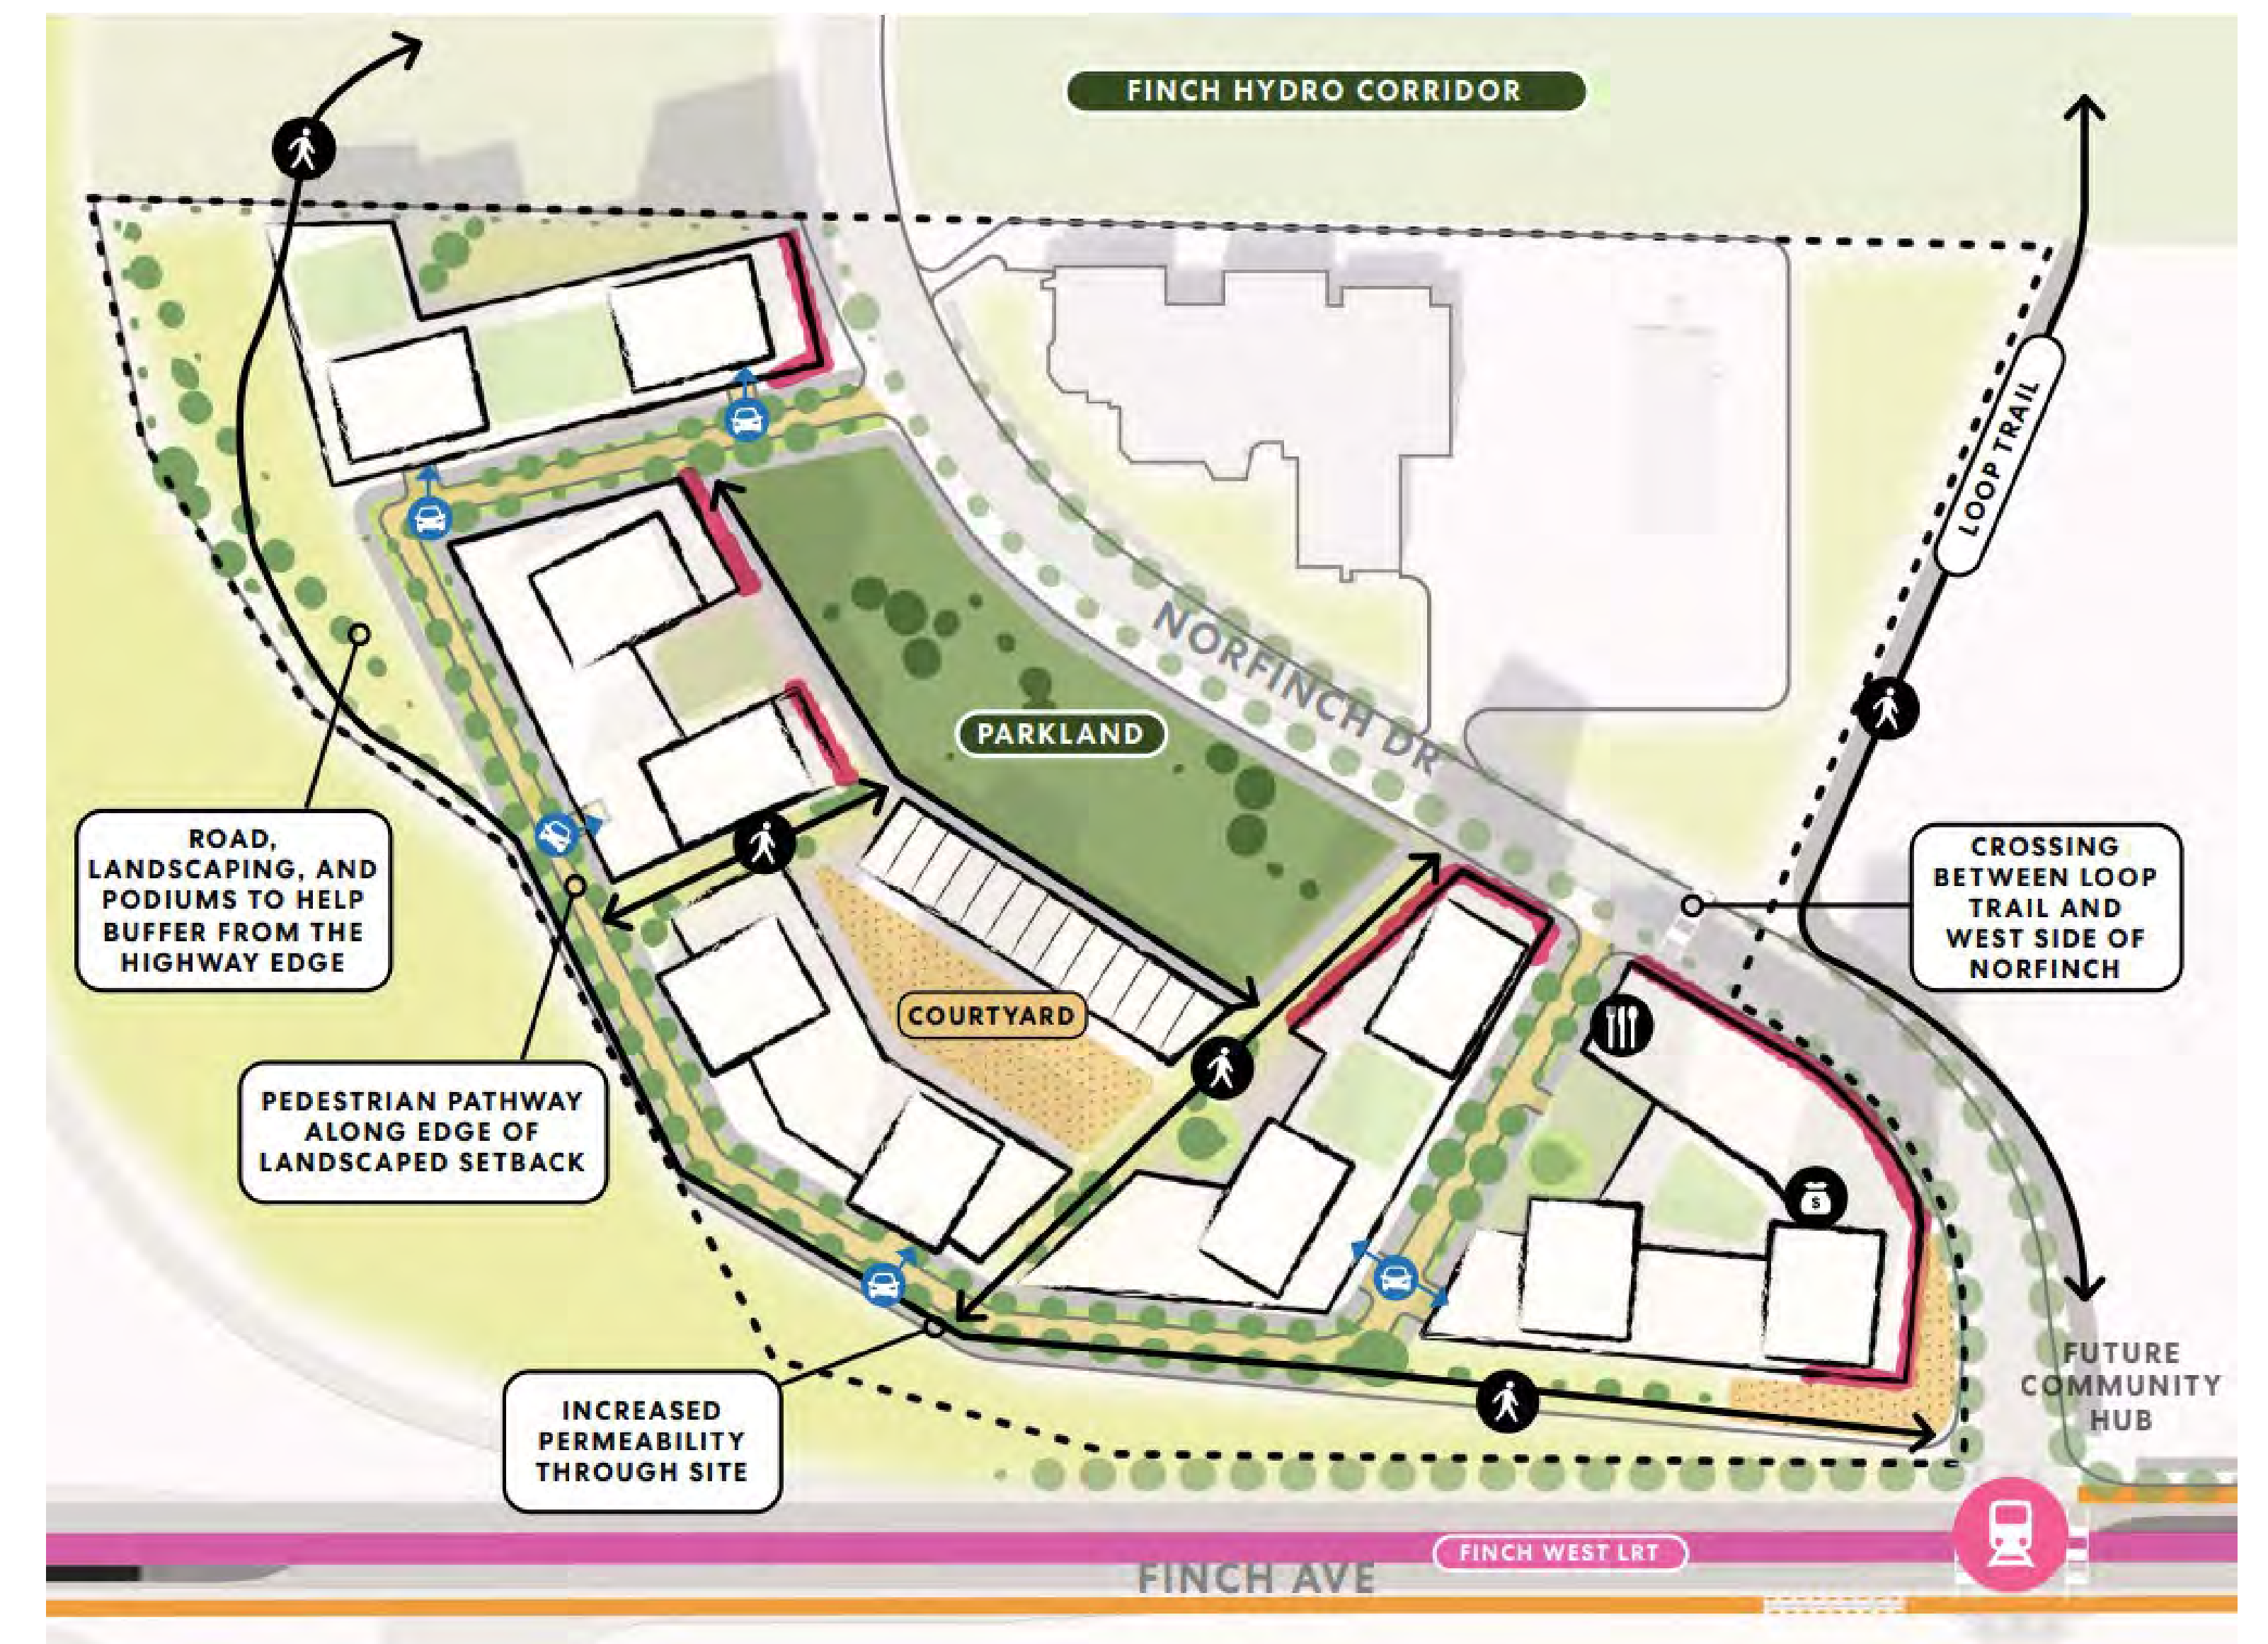 FINCH HYDRO CORRIDOR
LOOP TRAIL
NORFINCH DR
PARKLAND
ROAD,
LANDSCAPING, AND
PODIUMS TO HELP
BUFFER FROM THE
HIGHWAY EDGE
CROSSING
BETWEEN LOOP
TRAIL AND
WEST SIDE OF
NORFINCH
COURTYARD
PEDESTRIAN PATHWAY
ALONG EDGE OF
LANDSCAPED SETBACK
$
INCREASED
PERMEABILITY
THROUGH SITE
FUTURE
COMMUNITY
HUB
FINCH WEST LRT
FINCH AVE